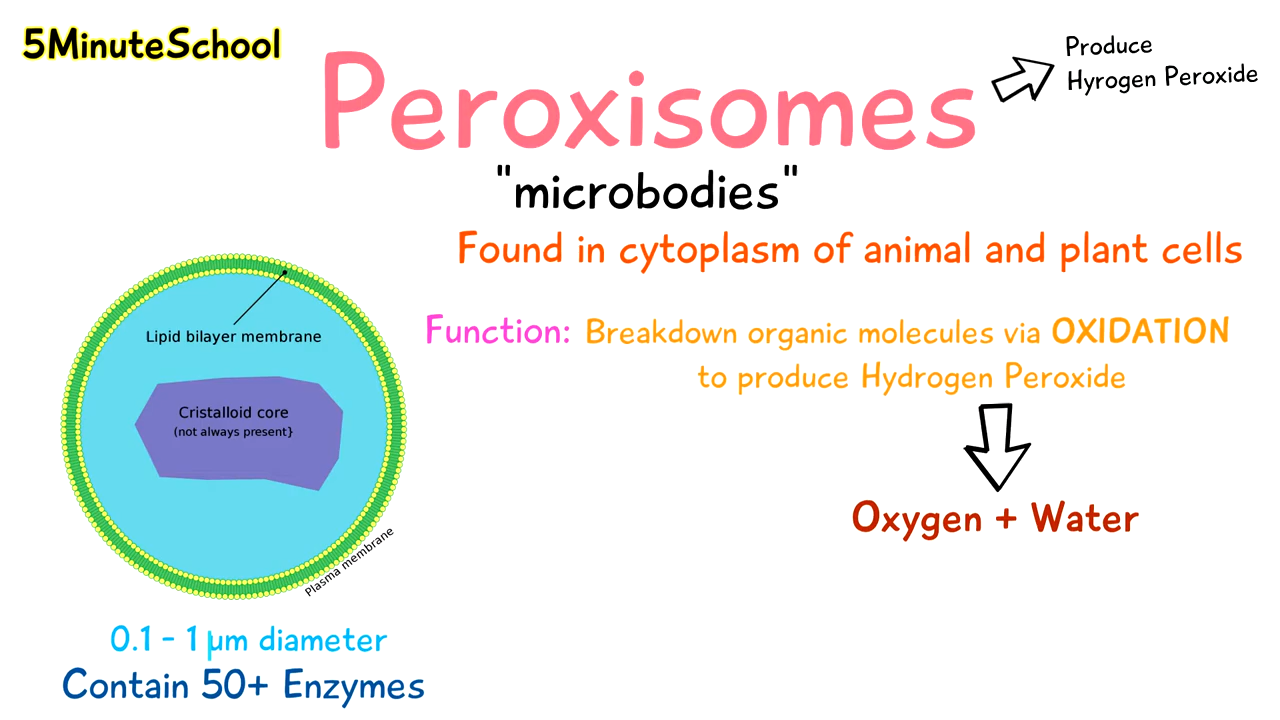 5MinuteSchool
Peroxisomes
Produce
Hyrogen Peroxide
"microbodies"
Found in cytoplasm of animal and plant cells
Function: Breakdown organic molecules via OXIDATION
to produce Hydrogen Peroxide
Oxygen + Water
Lipid bilayer membrane
Cristalloid core
(not always present}
Plasma membrane
0.1 - 1 µm diameter
Contain 50+ Enzymes